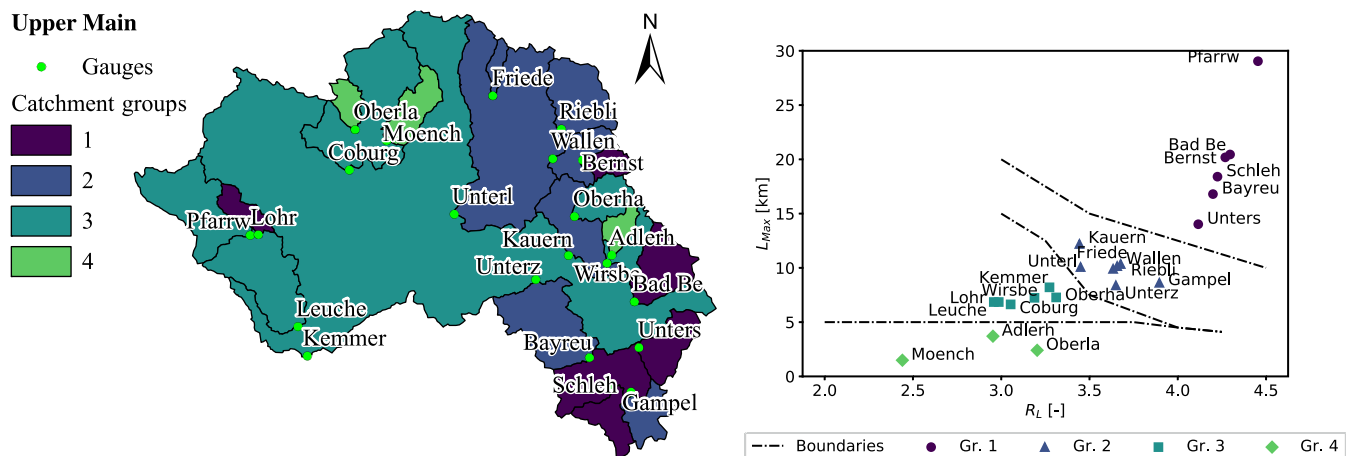 Upper Main
Gauges
Catchment groups
1
2
3
4
N
Friede
Oberla
Riebli
Moench
Wallen
Coburg
Bernst
Unterl
Oberha
Pfarrw
Lohr
Kauern
Adlerh
Unterz
Wirsbe
Bad Be
Leuche
Kemmer
Bayreu
Unters
Schleh
Gampel
30
25
20
15
10
5
0
L_Max [km]
2.0 2.5 3.0 3.5 4.0 4.5
R_L [-]
Pfarrw
Bad Be
Bernst
Schleh
Bayreu
Unters
Kauern
Friede
Wallen
Unterl
Riebli
Kemmer
Gampel
Wirsbe
Oberha
Unterz
Lohr
Leuche
Coburg
Adlerh
Oberla
Moench
Boundaries Gr. 1 Gr. 2 Gr. 3 Gr. 4